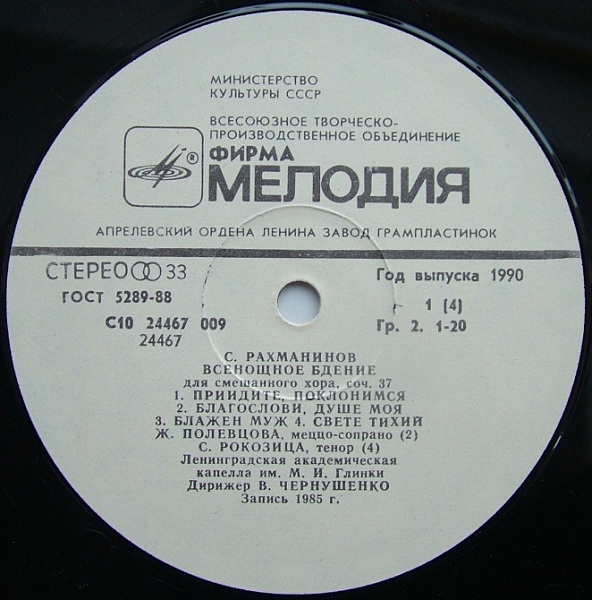 МИНИСТЕРСТВО
КУЛЬТУРЫ СССР
ВСЕСОЮЗНОЕ ТВОРЧЕСКО-
ПРОИЗВОДСТВЕННОЕ ОБЪЕДИНЕНИЕ
®
ФИРМА
МЕЛОДИЯ
АПРЕЛЕВСКИЙ ОРДЕНА ЛЕНИНА ЗАВОД ГРАМПЛАСТИНОК
СТЕРЕО 33
Год выпуска 1990
ГОСТ 5289-88
1 (4)
С10 24467 009
Гр. 2. 1-20
24467
С. РАХМАНИНОВ
ВСЕНОЩНОЕ БДЕНИЕ
для смешанного хора, соч. 37
1. ПРИИДИТЕ, ПОКЛОНИМСЯ
2. БЛАГОСЛОВИ, ДУШЕ МОЯ
3. БЛАЖЕН МУЖ 4. СВЕТЕ ТИХИЙ
Ж. ПОЛЕВЦОВА, меццо-сопрано (2)
С. РОКОЗИЦА, тенор (4)
Ленинградская академическая
капелла им. М. И. Глинки
Дирижер В. ЧЕРНУШЕНКО
Запись 1985 г.